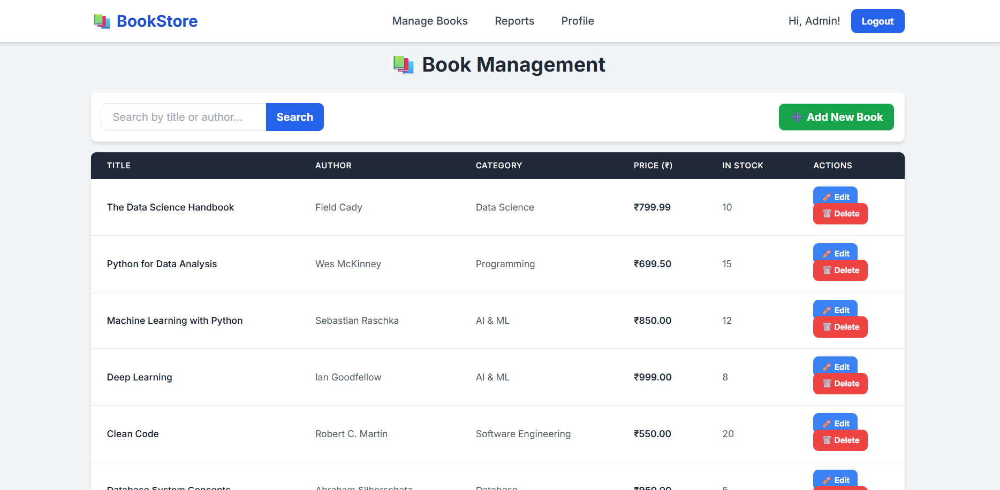 BookStore
Manage Books Reports Profile
Hi, Admin! Logout
Book Management
Search by title or author... Search
Add New Book
TITLE AUTHOR CATEGORY PRICE (₹) IN STOCK ACTIONS
The Data Science Handbook Field Cady Data Science ₹799.99 10 Edit
Delete
Python for Data Analysis Wes McKinney Programming ₹699.50 15 Edit
Delete
Machine Learning with Python Sebastian Raschka AI & ML ₹850.00 12 Edit
Delete
Deep Learning Ian Goodfellow AI & ML ₹999.00 8 Edit
Delete
Clean Code Robert C. Martin Software Engineering ₹550.00 20 Edit
Delete
Database System Concepts Abraham Silberschatz Database ₹950.00 5 Edit